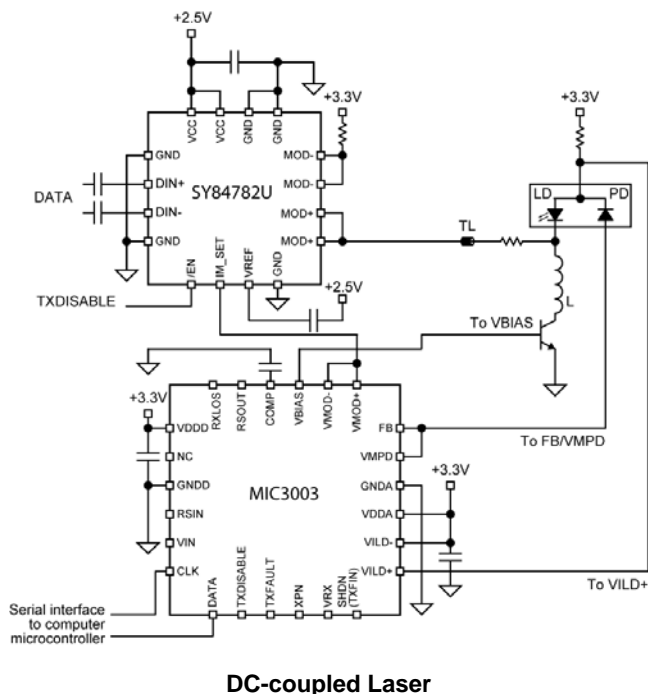 +2.5V
+3.3V
+3.3V
VCC
VCC
GND
GND
GND
MOD-
LD
PD
DIN+
SY84782U
MOD-
DATA
DIN-
MOD+
TL
GND
MOD+
/EN
IM_SET
VREF
GND
L
TXDISABLE
+2.5V
To VBIAS
+3.3V
RXLOS
RSOUT
COMP
VBIAS
VMOD-
VMOD+
VDDD
FB
To FB/VMPD
NC
VMPD
+3.3V
GNDD
MIC3003
GNDA
RSIN
VDDA
VIN
VILD-
CLK
VILD+
To VILD+
DATA
TXDISABLE
TXFAULT
XPN
VRX
SHDN
(TXFIN)
Serial interface
to computer
microcontroller
DC-coupled Laser